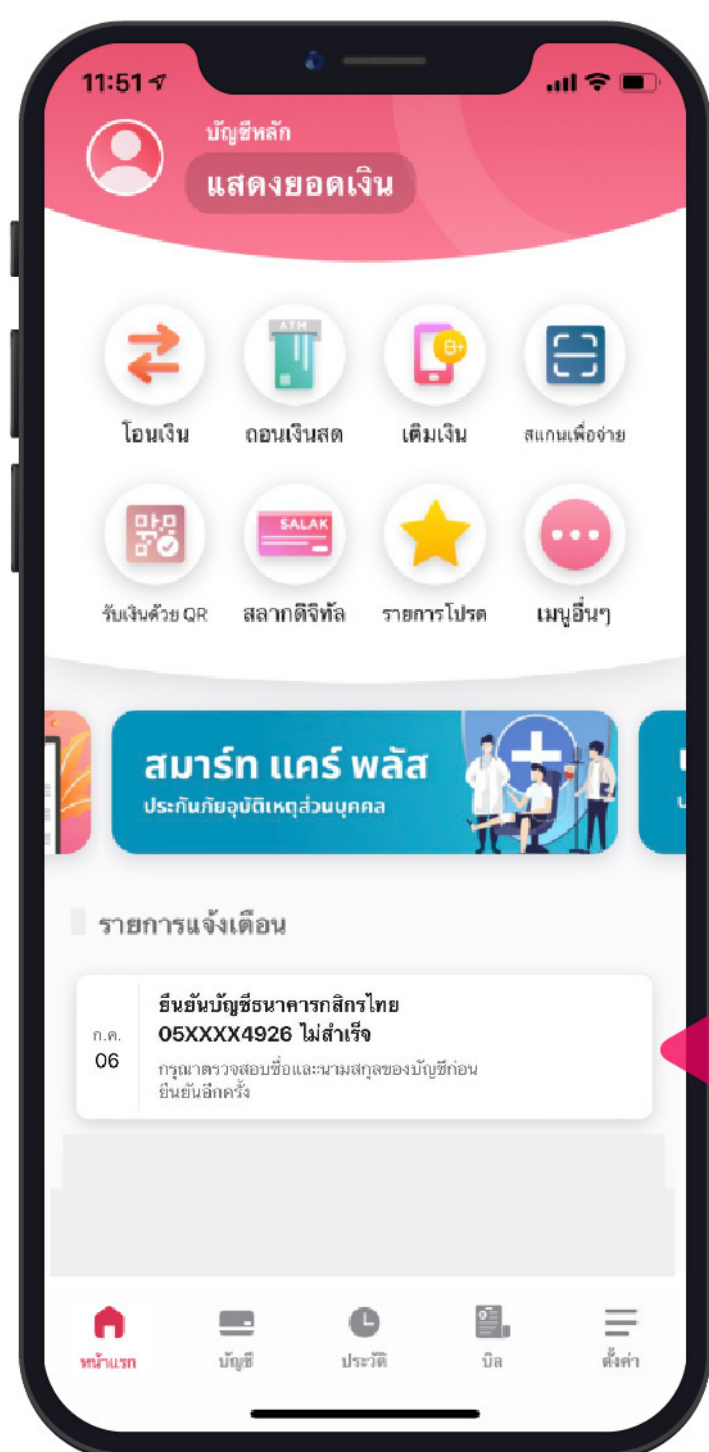 11:51
บัญชีหลัก
แสดงยอดเงิน
ATM
B+
โอนเงิน
ถอนเงินสด
เติมเงิน
สแกนเพื่อจ่าย
SALAK
รับเงินด้วย QR
สลากดิจิทัล
รายการโปรด
เมนูอื่นๆ
สมาร์ท แคร์ พลัส
ประกันภัยอุบัติเหตุส่วนบุคคล
รายการแจ้งเตือน
ก.ค.
06
ยืนยันบัญชีธนาคารกสิกรไทย
05XXXX4926 ไม่สำเร็จ
กรุณาตรวจสอบชื่อและนามสกุลของบัญชีก่อน
ยืนยันอีกครั้ง
หน้าแรก
บัญชี
ประวัติ
บิล
ตั้งค่า